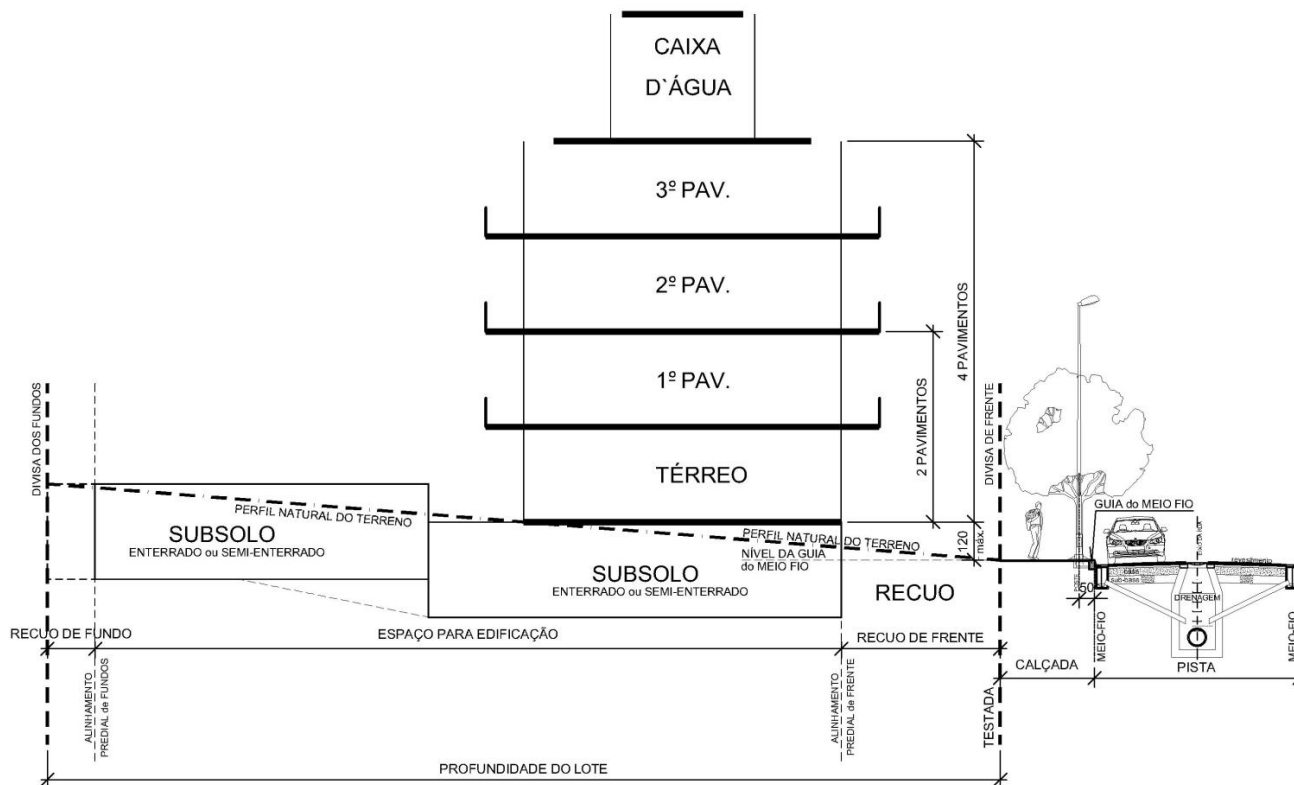 CAIXA
D`ÁGUA
3º PAV.
2º PAV.
1º PAV.
TÉRREO
4 PAVIMENTOS
2 PAVIMENTOS
DIVISA DOS FUNDOS
DIVISA DE FRENTE
PERFIL NATURAL DO TERRENO
SUBSOLO
ENTERRADO ou SEMI-ENTERRADO
PERFIL NATURAL DO TERRENO
NÍVEL DA GUIA
do MEIO FIO
120
máx.
SUBSOLO
ENTERRADO ou SEMI-ENTERRADO
RECUO
GUIA do MEIO FIO
revestimento
base
Sub-base
50
DRENAGEM
RECUO DE FUNDO
ESPAÇO PARA EDIFICAÇÃO
RECUO DE FRENTE
CALÇADA
MEIO-FIO
PISTA
MEIO-FIO
ALINHAMENTO
PREDIAL de FUNDOS
ALINHAMENTO
PREDIAL de FRENTE
TESTADA
PROFUNDIDADE DO LOTE